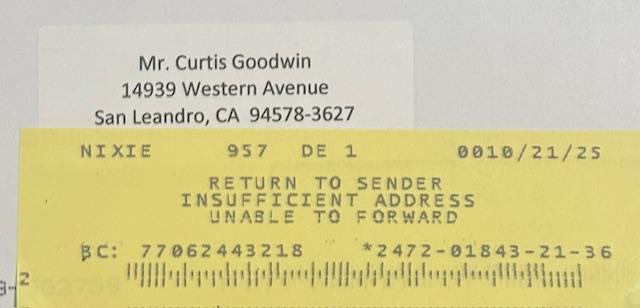 Mr. Curtis Goodwin
14939 Western Avenue
San Leandro, CA 94578-3627
NIXIE 957 DE 1 0010/21/25
RETURN TO SENDER
INSUFFICIENT ADDRESS
UNABLE TO FORWARD
BC: 77062443218 *2472-01843-21-36